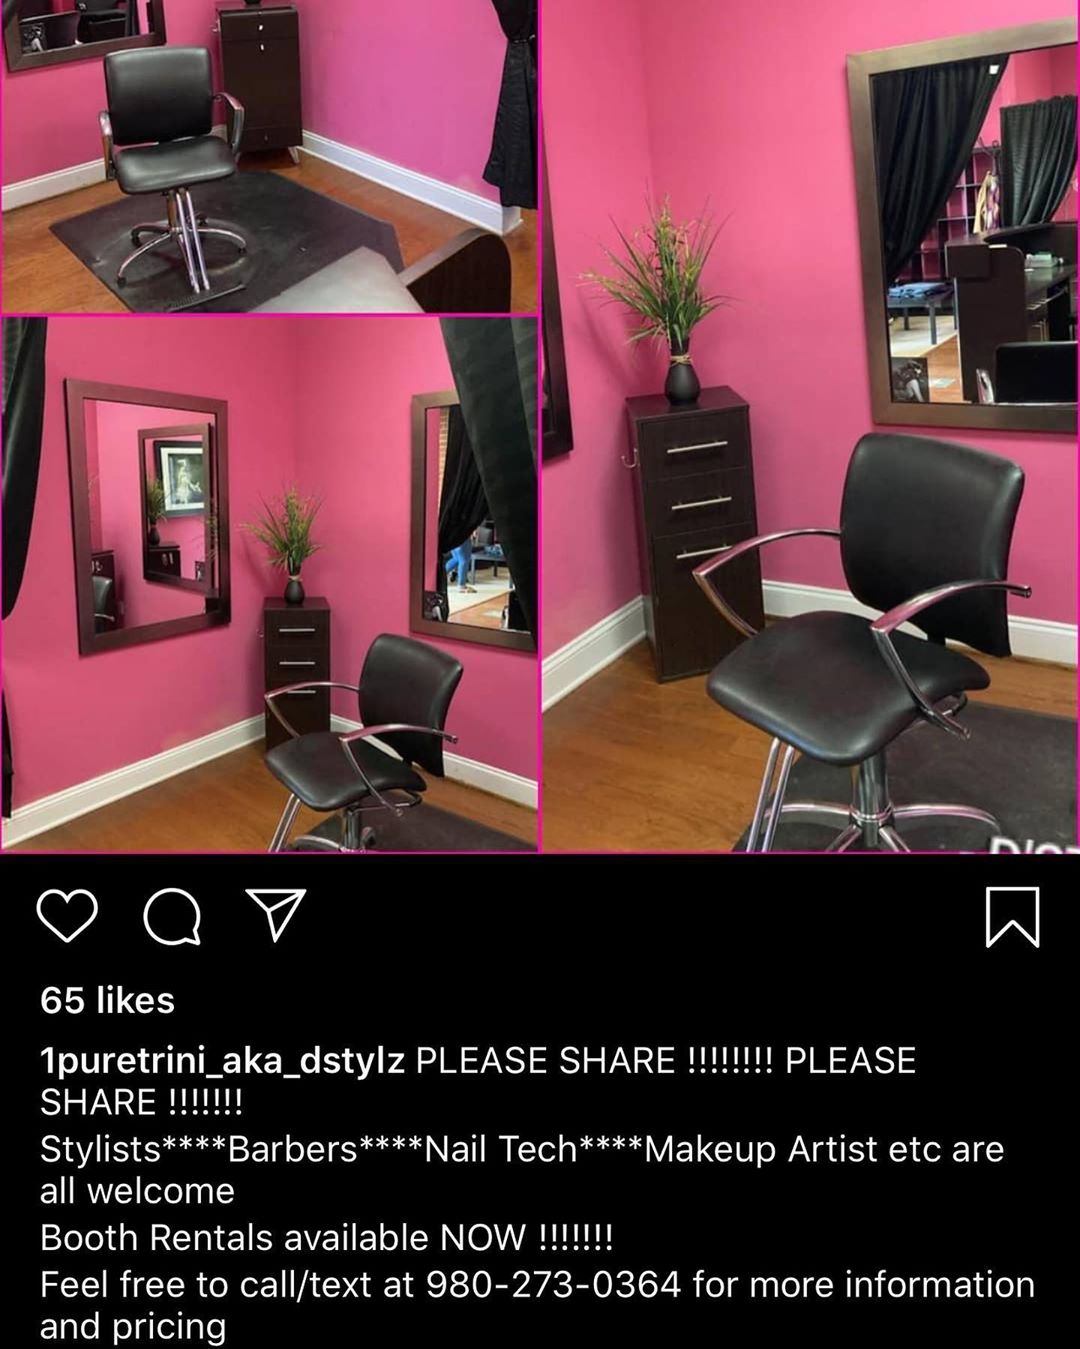 65 likes
1puretrini_aka_dstylz PLEASE SHARE !!!!!!!! PLEASE
SHARE !!!!!!!
Stylists****Barbers****Nail Tech****Makeup Artist etc are
all welcome
Booth Rentals available NOW !!!!!!!
Feel free to call/text at 980-273-0364 for more information
and pricing